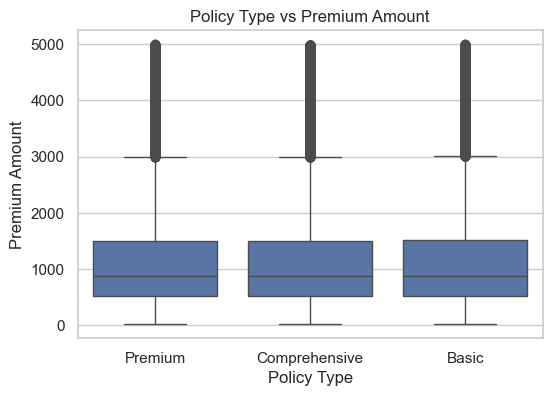 Policy Type vs Premium Amount
5000
4000
3000
2000
1000
0
Premium Amount
Premium Comprehensive Basic
Policy Type